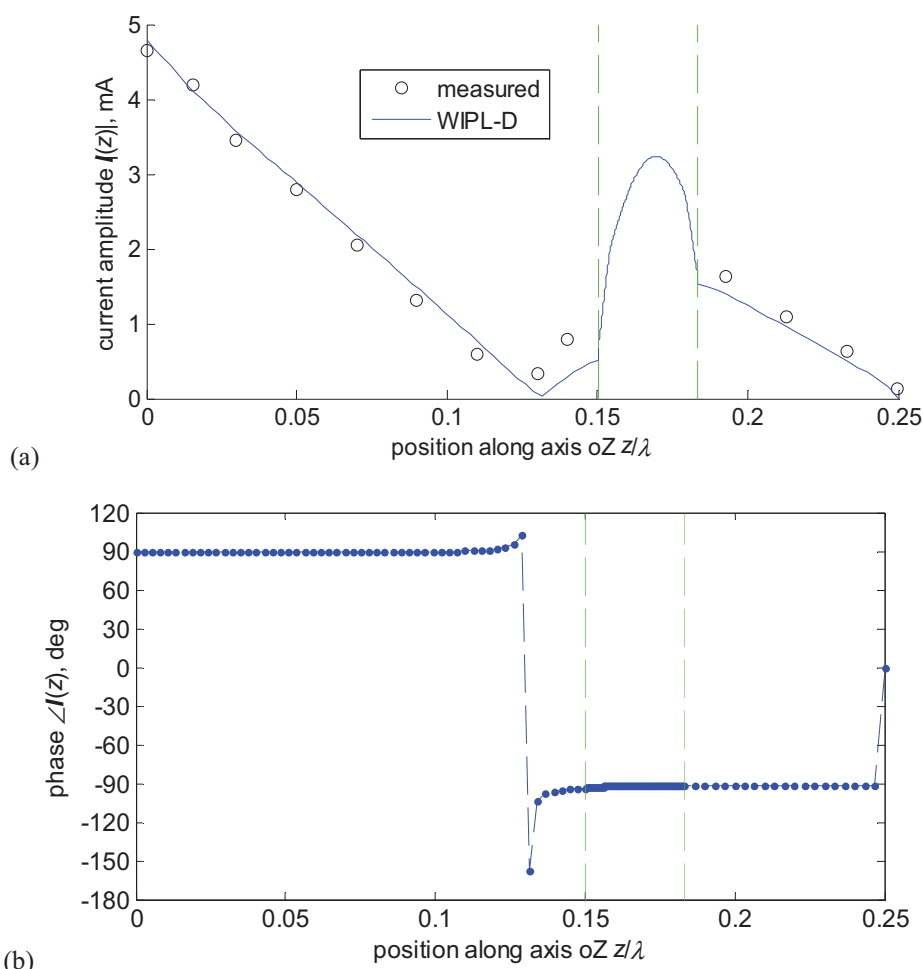 5
4
3
2
1
0
current amplitude |I(z)|, mA
measured
WIPL-D
0 0.05 0.1 0.15 0.2 0.25
position along axis oZ z/λ
(a)
120
90
60
30
0
-30
-60
-90
-120
-150
-180
phase ∠I(z), deg
0 0.05 0.1 0.15 0.2 0.25
position along axis oZ z/λ
(b)